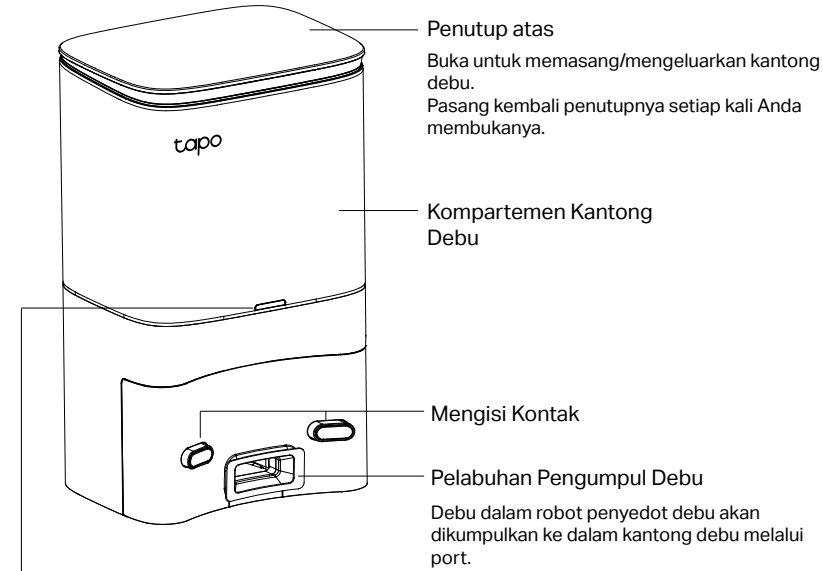 Penutup atas
Buka untuk memasang/mengeluarkan kantong
debu.
Pasang kembali penutupnya setiap kali Anda
membukanya.
tapo
Kompartemen Kantong
Debu
Mengisi Kontak
Pelabuhan Pengumpul Debu
Debu dalam robot penyedot debu akan
dikumpulkan ke dalam kantong debu melalui
port.